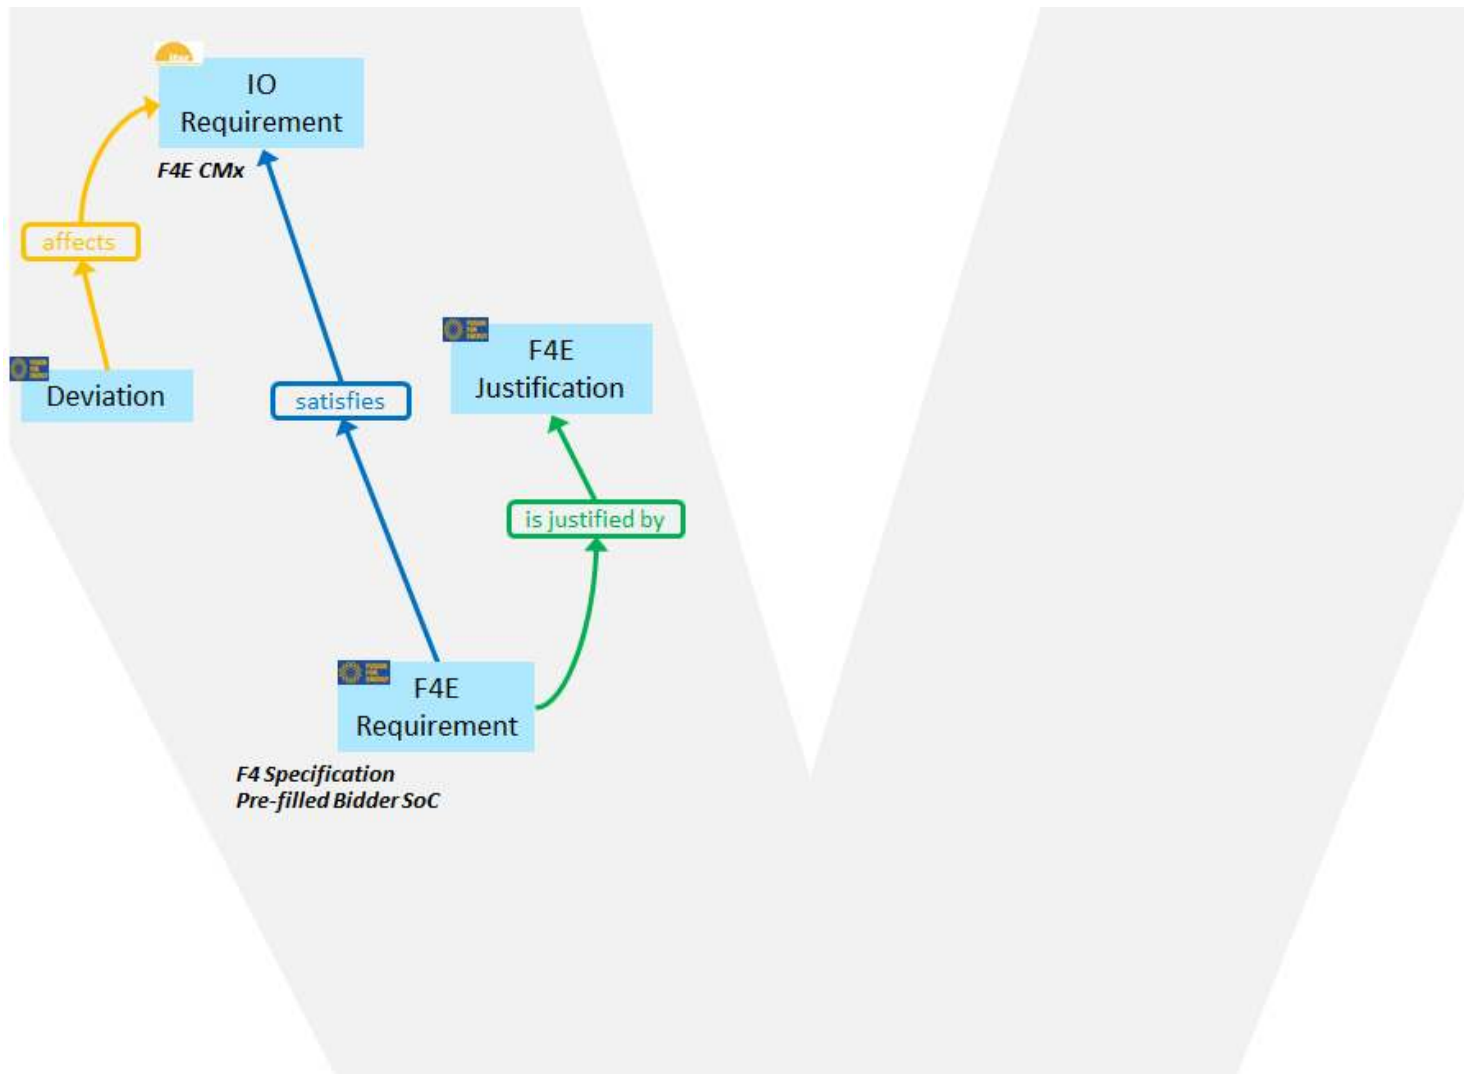 IO
Requirement
F4E CMx
affects
Deviation
satisfies
F4E
Justification
is justified by
F4E
Requirement
F4 Specification
Pre-filled Bidder SoC